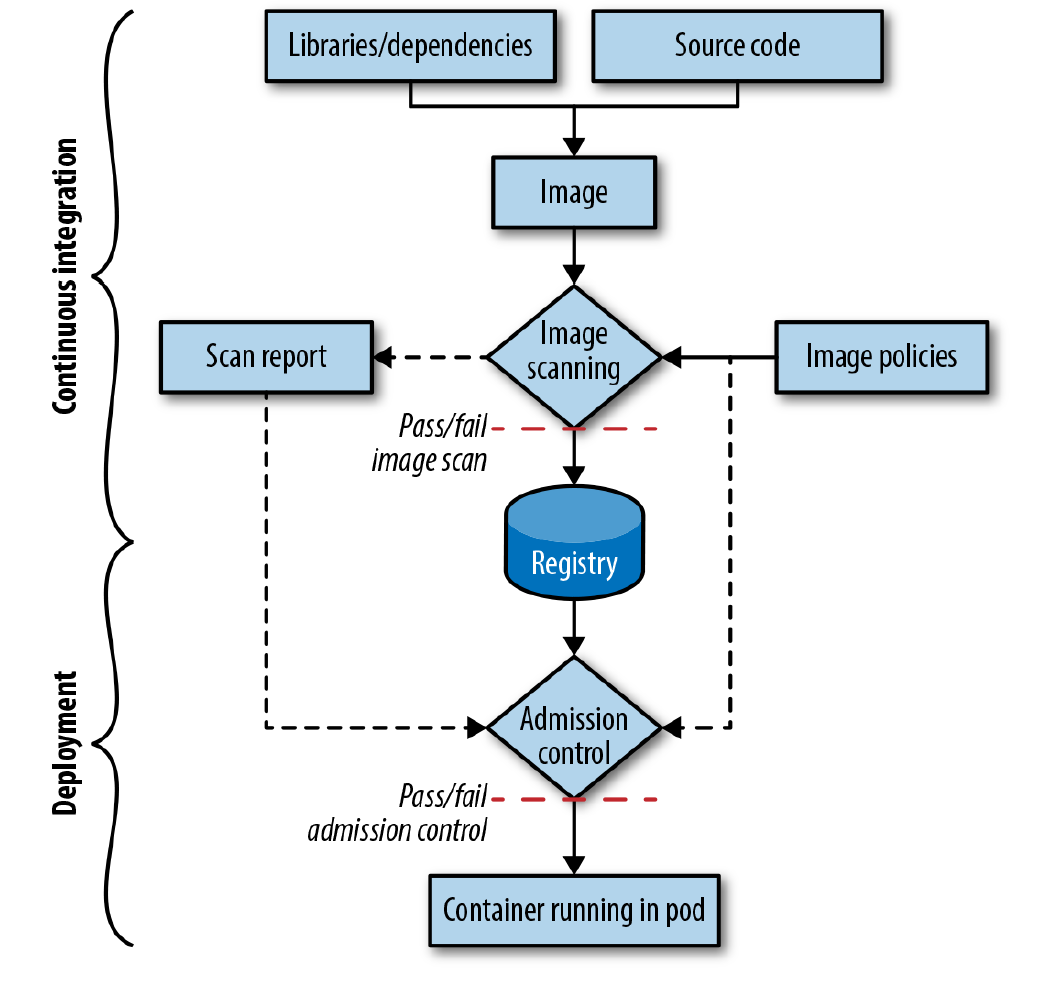 Libraries/dependencies
Source code
Continuous integration
Image
Image
scanning
Scan report
Image policies
Pass/fail
image scan
Registry
Deployment
Admission
control
Pass/fail
admission control
Container running in pod